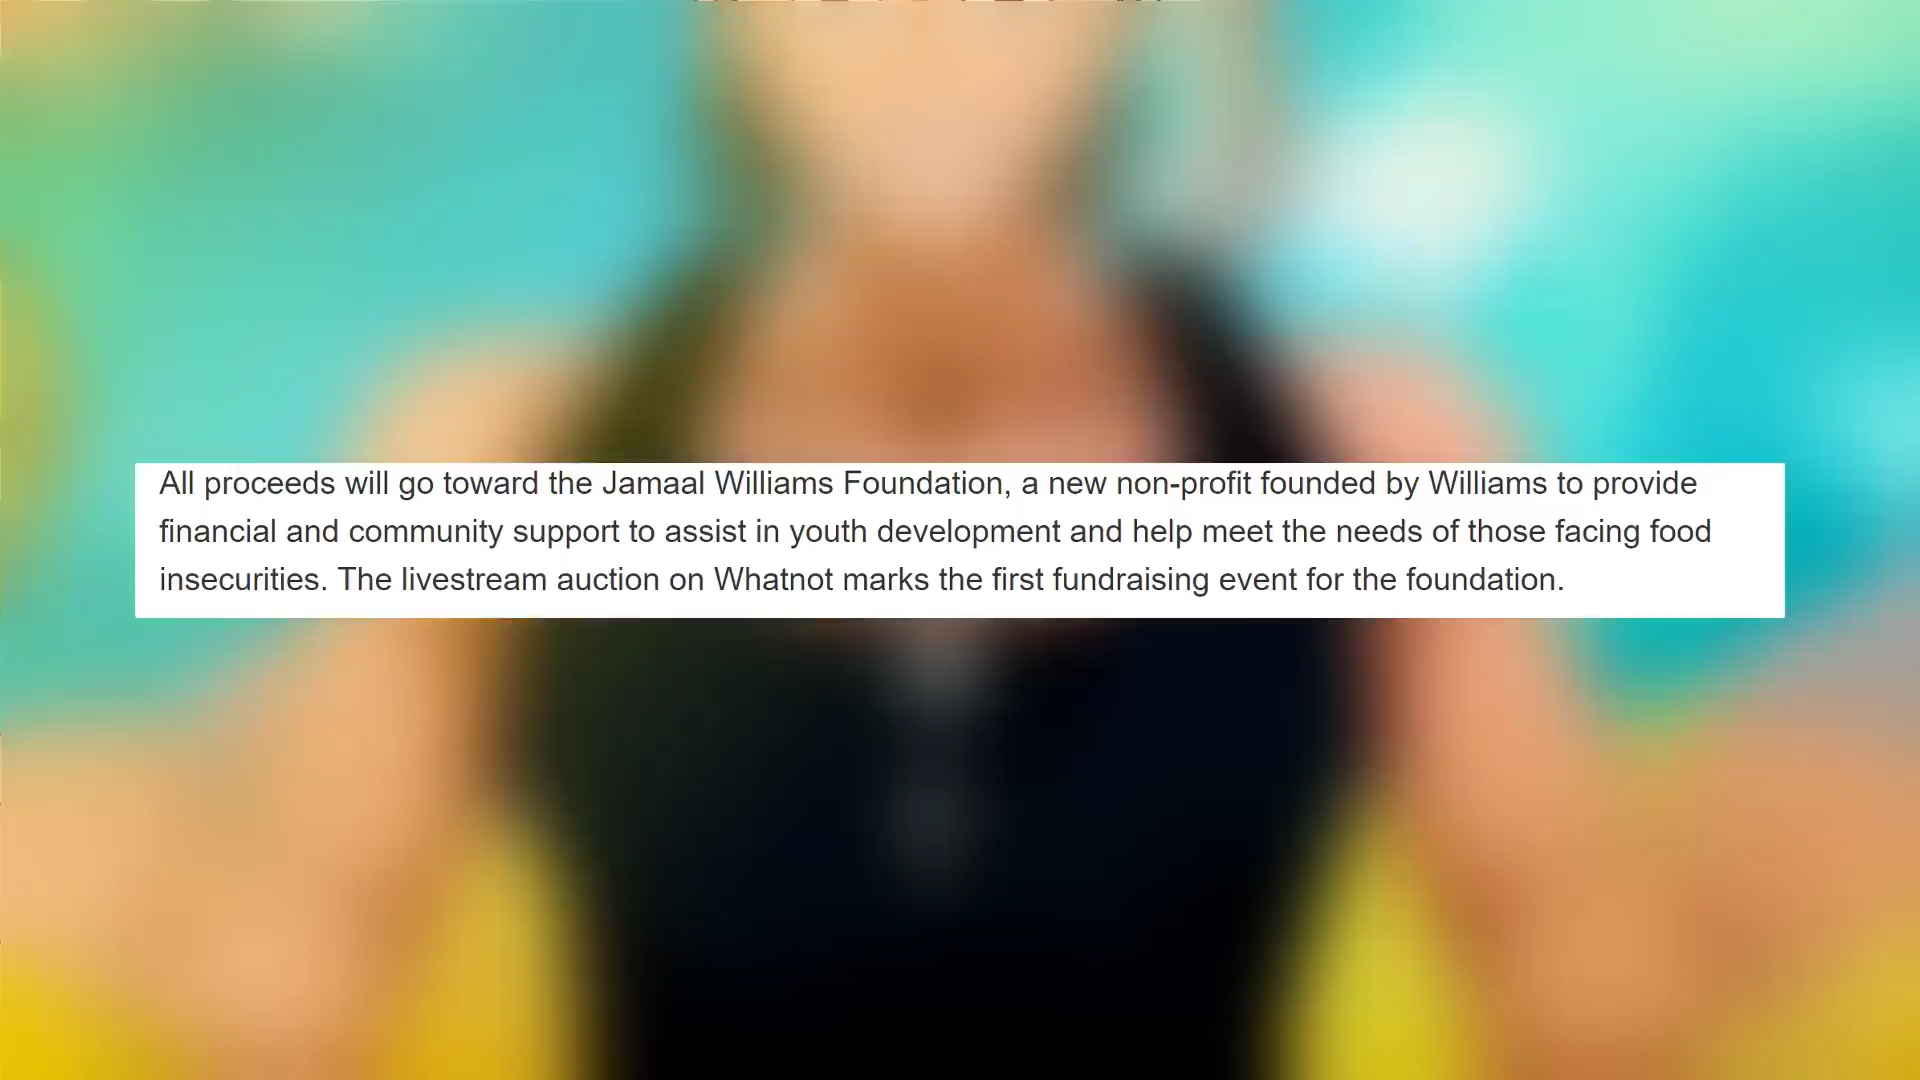 All proceeds will go toward the Jamaal Williams Foundation, a new non-profit founded by Williams to provide
financial and community support to assist in youth development and help meet the needs of those facing food
insecurities. The livestream auction on Whatnot marks the first fundraising event for the foundation.